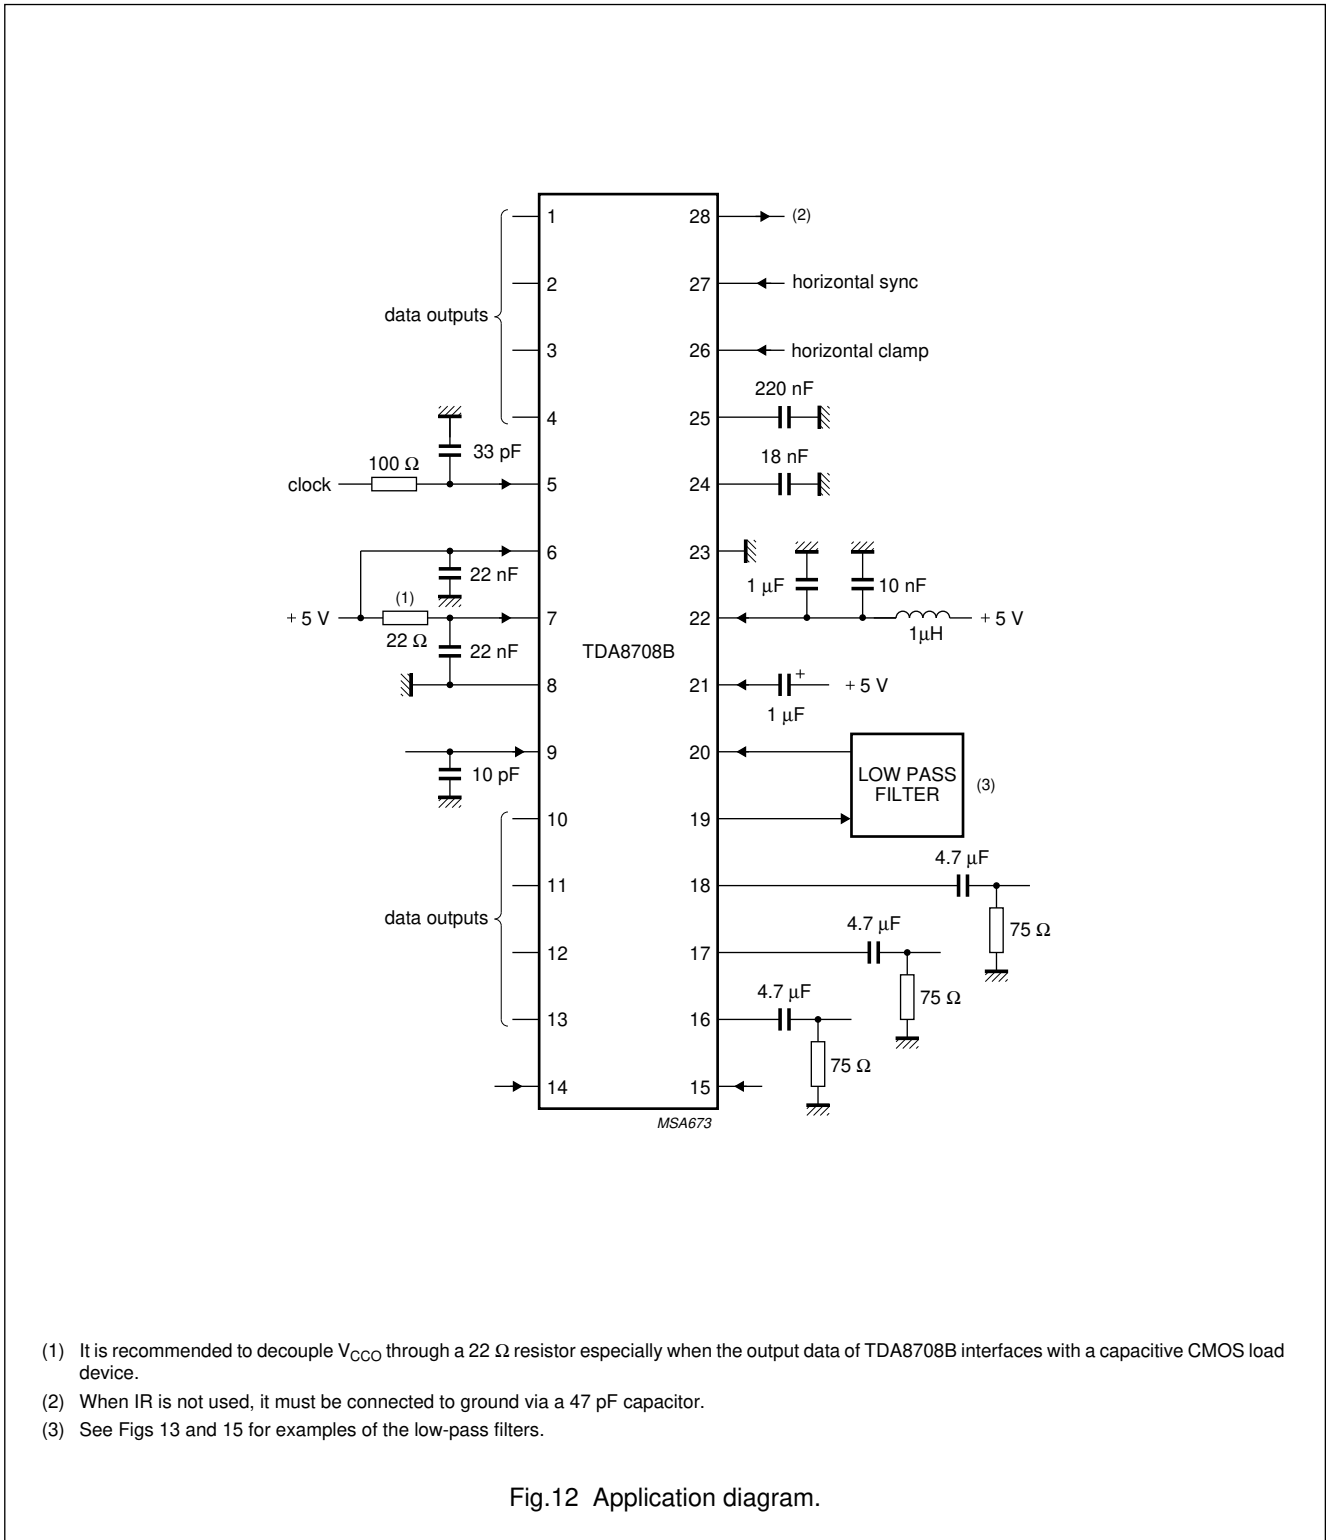 1 28 (2)
2 27 horizontal sync
data outputs
3 26 horizontal clamp
220 nF
4 25
33 pF 18 nF
100 Ω
clock 5 24
6 23
22 nF 1 μF 10 nF
(1)
+ 5 V 7 22 + 5 V
22 Ω 1μH
22 nF TDA8708B
8 21 + + 5 V
1 μF
9 20
10 pF LOW PASS
FILTER (3)
10 19
4.7 μF
11 18
data outputs 4.7 μF 75 Ω
12 17
4.7 μF 75 Ω
13 16
75 Ω
14 15
MSA673
(1) It is recommended to decouple VCCO through a 22 Ω resistor especially when the output data of TDA8708B interfaces with a capacitive CMOS load
device.
(2) When IR is not used, it must be connected to ground via a 47 pF capacitor.
(3) See Figs 13 and 15 for examples of the low-pass filters.
Fig.12 Application diagram.